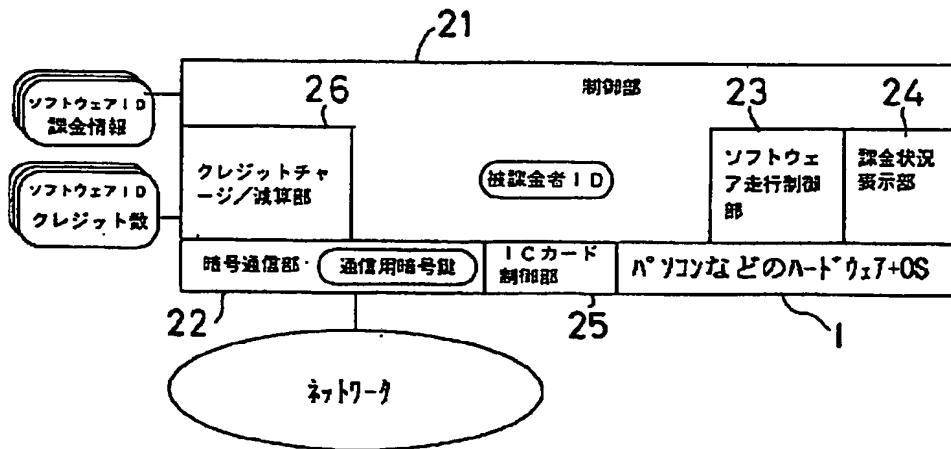 21
ソフトウェアID
課金情報
26
制御部
23
24
ソフトウェアID
クレジット数
クレジットチャ
ージ/減算部
被課金者ID
ソフトウェ
ア走行制御
部
課金状況
表示部
暗号通信部
通信用暗号鍵
ICカード
制御部
パソコンなどのハードウェア+OS
22
25
1
ネットワータ